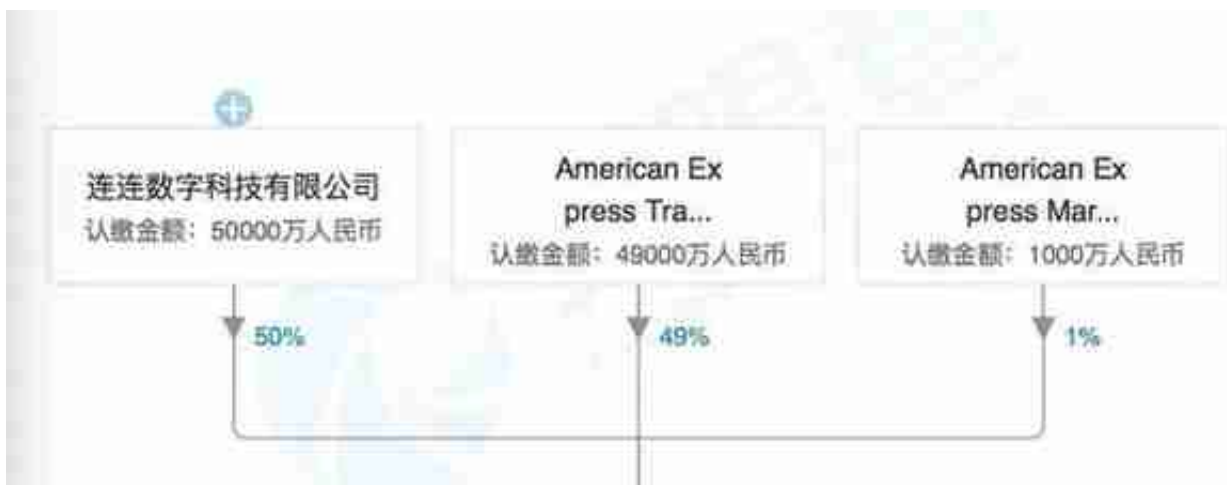 连连数字科技有限公司
认缴金额：50000万人民币
American Ex
press Tra...
认缴金额：49000万人民币
American Ex
press Mar...
认缴金额：1000万人民币
50%
49%
1%